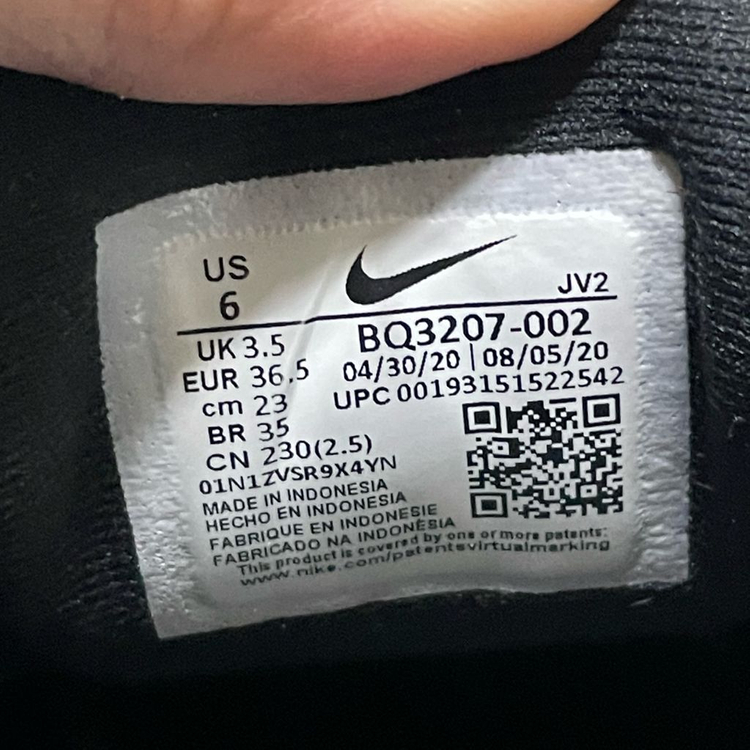 US
6
JV2
UK 3.5
EUR 36.5
cm 23
BR 35
CN 230(2.5)
BQ3207-002
04/30/20 | 08/05/20
UPC 00193151522542
01N1ZVSR9X4YN
MADE IN INDONESIA
HECHO EN INDONESIA
FABRIQUE EN INDONESIE
FABRICADO NA INDONÈSIA
This product is covered by one or more patents:
www.nike.com/patentsvirtualmarking